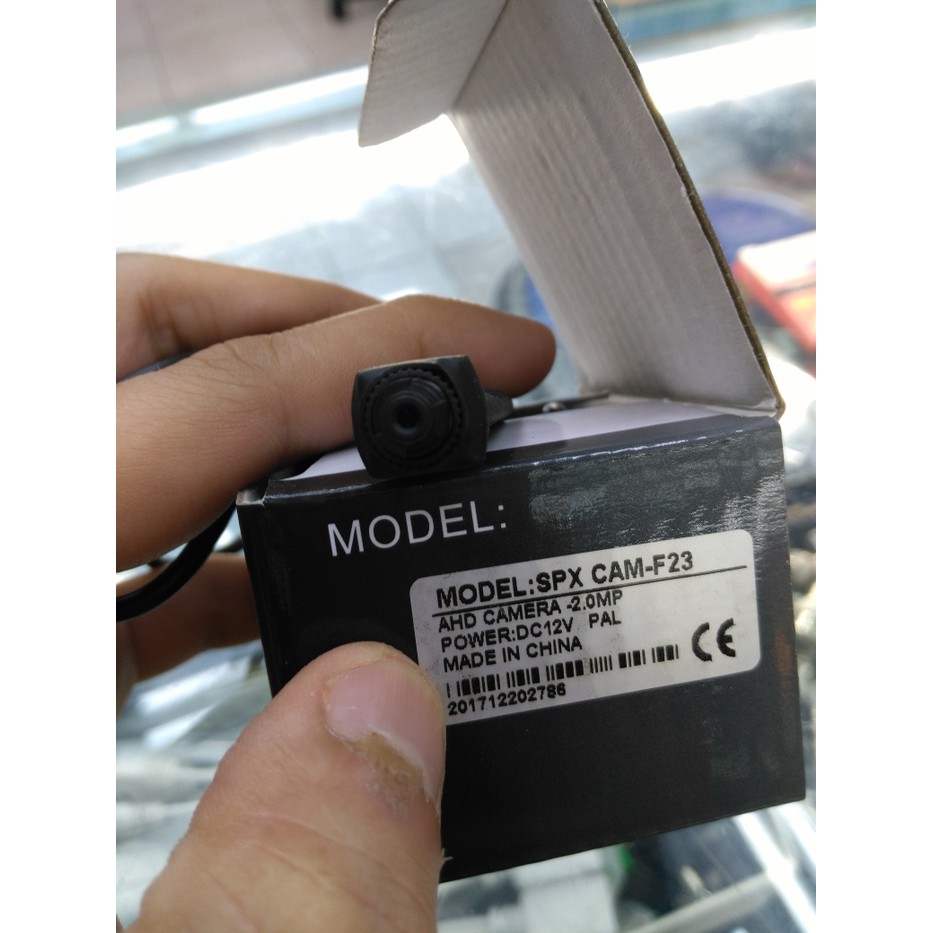 MODEL:
MODEL:SPX CAM-F23
AHD CAMERA -2.0MP
POWER:DC12V PAL
MADE IN CHINA
CE
201712202786